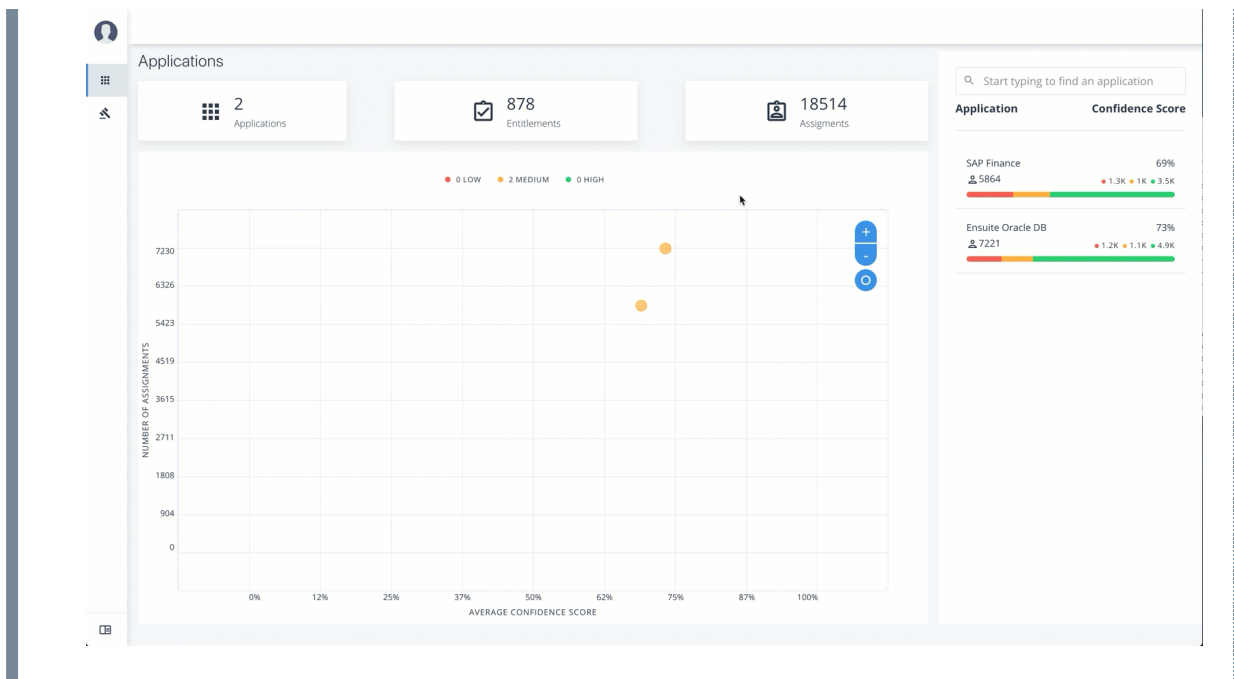 Applications
2
Applications
878
Entitlements
18514
Assigments
0 LOW 2 MEDIUM 0 HIGH
+
-
7230
6326
5423
4519
3615
2711
1808
904
0
NUMBER OF ASSIGNMENTS
0% 12% 25% 37% 50% 62% 75% 87% 100%
AVERAGE CONFIDENCE SCORE
Start typing to find an application
Application Confidence Score
SAP Finance 69%
5864 1.3K 1K 3.5K
Ensuite Oracle DB 73%
7221 1.2K 1.1K 4.9K